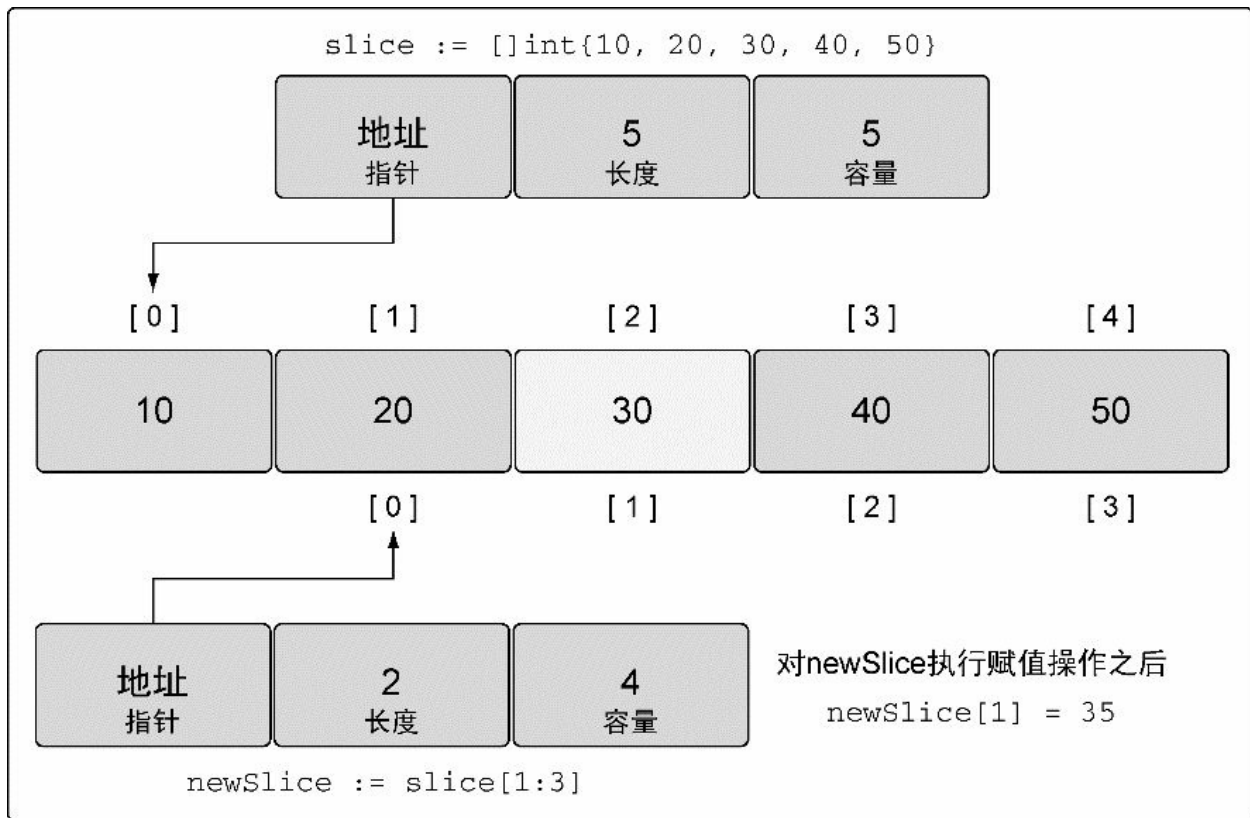 slice := []int{10, 20, 30, 40, 50}
地址 5 5
指针 长度 容量
[0] [1] [2] [3] [4]
10 20 30 40 50
[0] [1] [2] [3]
地址 2 4
指针 长度 容量
对newSlice执行赋值操作之后
newSlice[1] = 35
newSlice := slice[1:3]